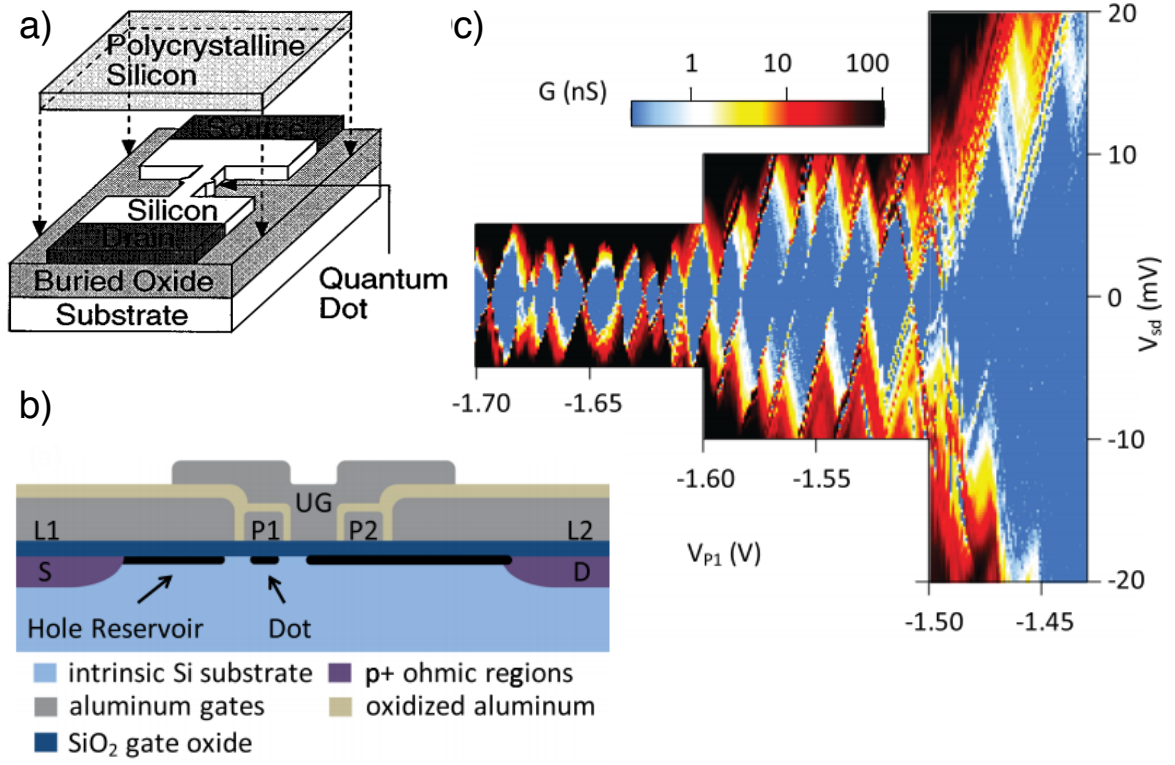 a)
Polycrystalline
Silicon
Source
Silicon
Drain
Buried Oxide
Substrate
Quantum
Dot
b)
UG
L1
P1
P2
L2
S
D
Hole Reservoir
Dot
intrinsic Si substrate
p+ ohmic regions
aluminum gates
oxidized aluminum
SiO₂ gate oxide
c)
G (nS)
1
10
100
20
10
0
-10
-20
V_sd (mV)
-1.70
-1.65
-1.60
-1.55
-1.50
-1.45
V_P1 (V)